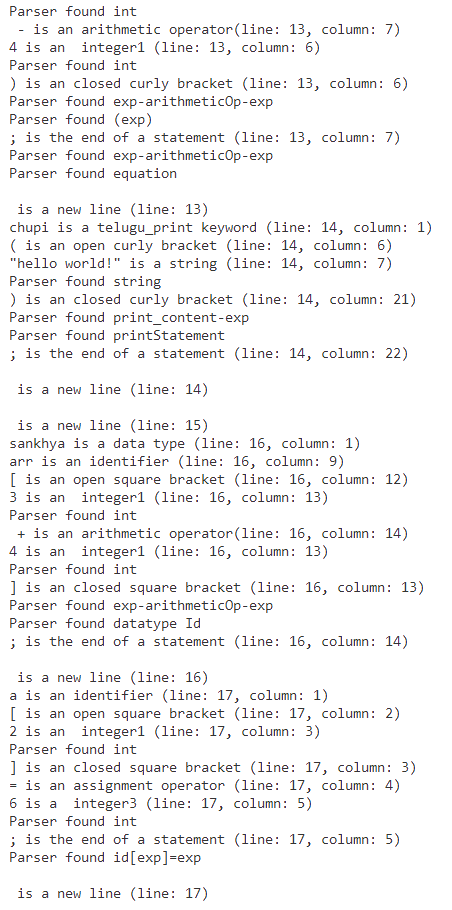 Parser found int
- is an arithmetic operator(line: 13, column: 7)
4 is an  integer1 (line: 13, column: 6)
Parser found int
) is an closed curly bracket (line: 13, column: 6)
Parser found exp-arithmeticOp-exp
Parser found (exp)
; is the end of a statement (line: 13, column: 7)
Parser found exp-arithmeticOp-exp
Parser found equation
is a new line (line: 13)
chupi is a telugu_print keyword (line: 14, column: 1)
( is an open curly bracket (line: 14, column: 6)
"hello world!" is a string (line: 14, column: 7)
Parser found string
) is an closed curly bracket (line: 14, column: 21)
Parser found print_content-exp
Parser found printStatement
; is the end of a statement (line: 14, column: 22)
is a new line (line: 14)
is a new line (line: 15)
sankhya is a data type (line: 16, column: 1)
arr is an identifier (line: 16, column: 9)
[ is an open square bracket (line: 16, column: 12)
3 is an  integer1 (line: 16, column: 13)
Parser found int
+ is an arithmetic operator(line: 16, column: 14)
4 is an  integer1 (line: 16, column: 13)
Parser found int
] is an closed square bracket (line: 16, column: 13)
Parser found exp-arithmeticOp-exp
Parser found datatype Id
; is the end of a statement (line: 16, column: 14)
is a new line (line: 16)
a is an identifier (line: 17, column: 1)
[ is an open square bracket (line: 17, column: 2)
2 is an  integer1 (line: 17, column: 3)
Parser found int
] is an closed square bracket (line: 17, column: 3)
= is an assignment operator (line: 17, column: 4)
6 is a  integer3 (line: 17, column: 5)
Parser found int
; is the end of a statement (line: 17, column: 5)
Parser found id[exp]=exp
is a new line (line: 17)